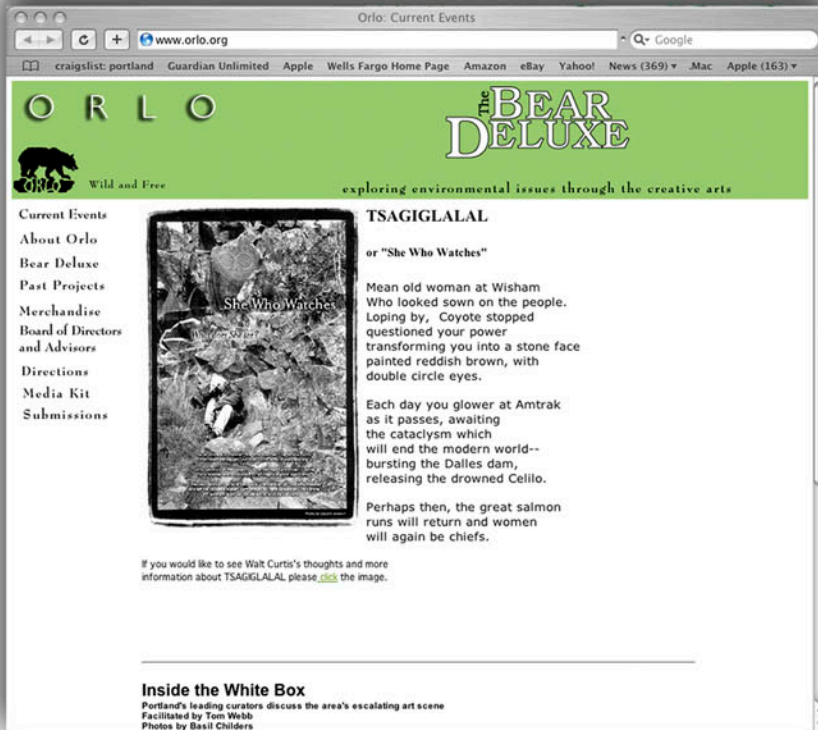 Orlo: Current Events
www.orlo.org
Google
craigslist: portland Guardian Unlimited Apple Wells Fargo Home Page Amazon eBay Yahoo! News (369) ▾ .Mac Apple (163) ▾
O R L O
The BEAR DELUXE
ORLO
Wild and Free
exploring environmental issues through the creative arts
Current Events
About Orlo
Bear Deluxe
Past Projects
Merchandise
Board of Directors
and Advisors
Directions
Media Kit
Submissions
She Who Watches
TSAGIGLALAL
or "She Who Watches"
Mean old woman at Wisham
Who looked sown on the people.
Loping by, Coyote stopped
questioned your power
transforming you into a stone face
painted reddish brown, with
double circle eyes.
Each day you glower at Amtrak
as it passes, awaiting
the cataclysm which
will end the modern world--
bursting the Dalles dam,
releasing the drowned Celilo.
Perhaps then, the great salmon
runs will return and women
will again be chiefs.
If you would like to see Walt Curtis's thoughts and more
information about TSAGIGLALAL please click the image.
Inside the White Box
Portland's leading curators discuss the area's escalating art scene
Facilitated by Tom Webb
Photos by Basil Childers